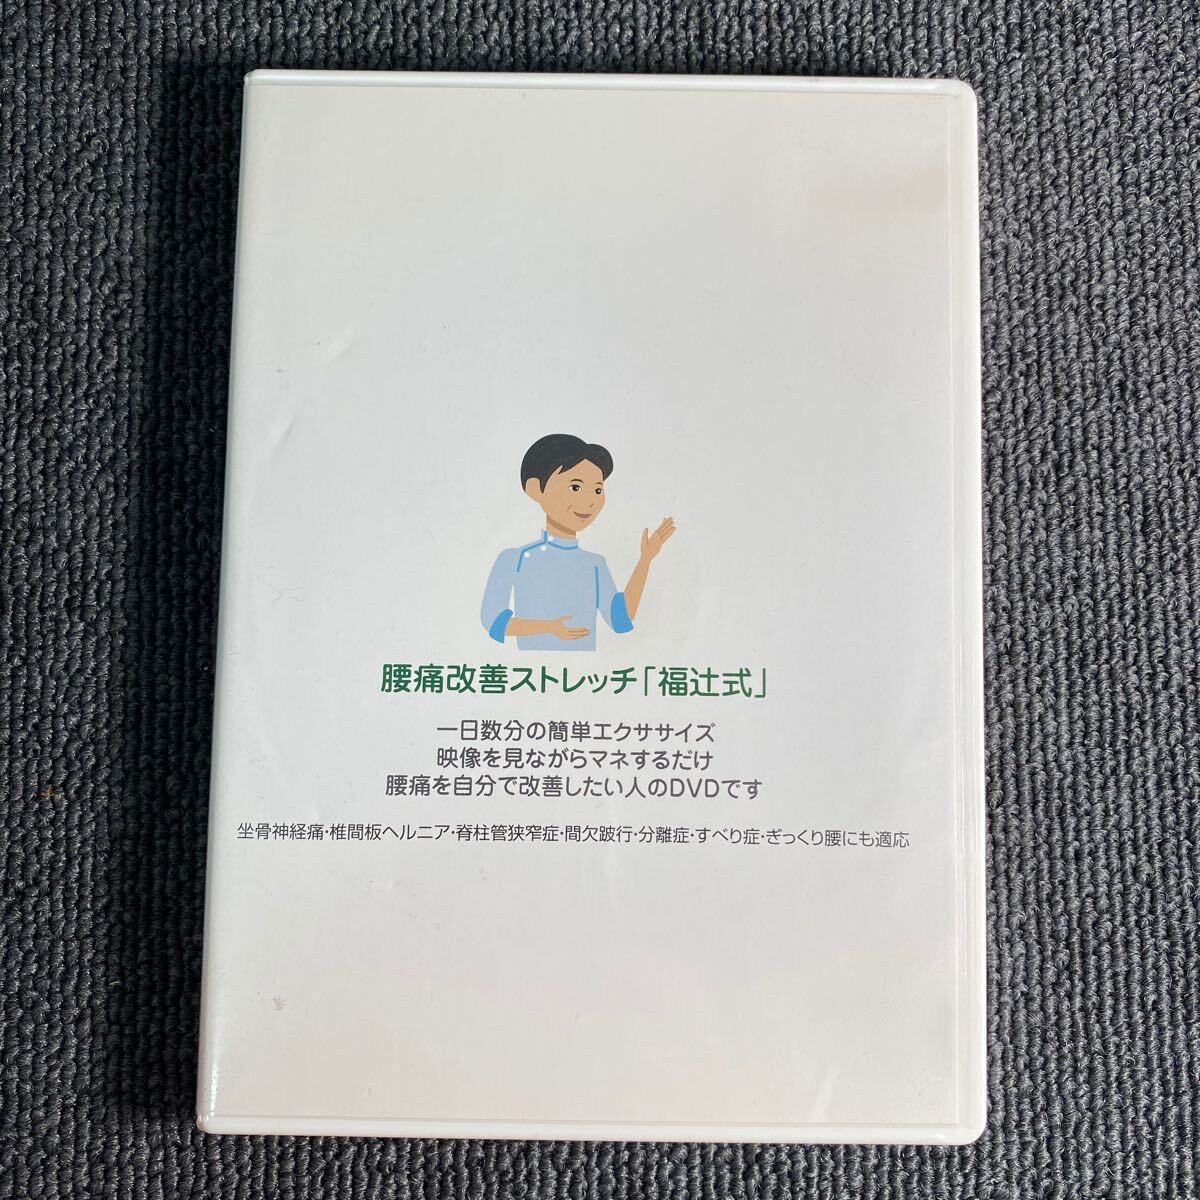 腰痛改善ストレッチ「福辻式」
一日数分の簡単エクササイズ
映像を見ながらマネするだけ
腰痛を自分で改善したい人のDVDです
坐骨神経痛・椎間板ヘルニア・脊柱管狭窄症・間欠跛行・分離症・すべり症・ぎっくり腰にも適応